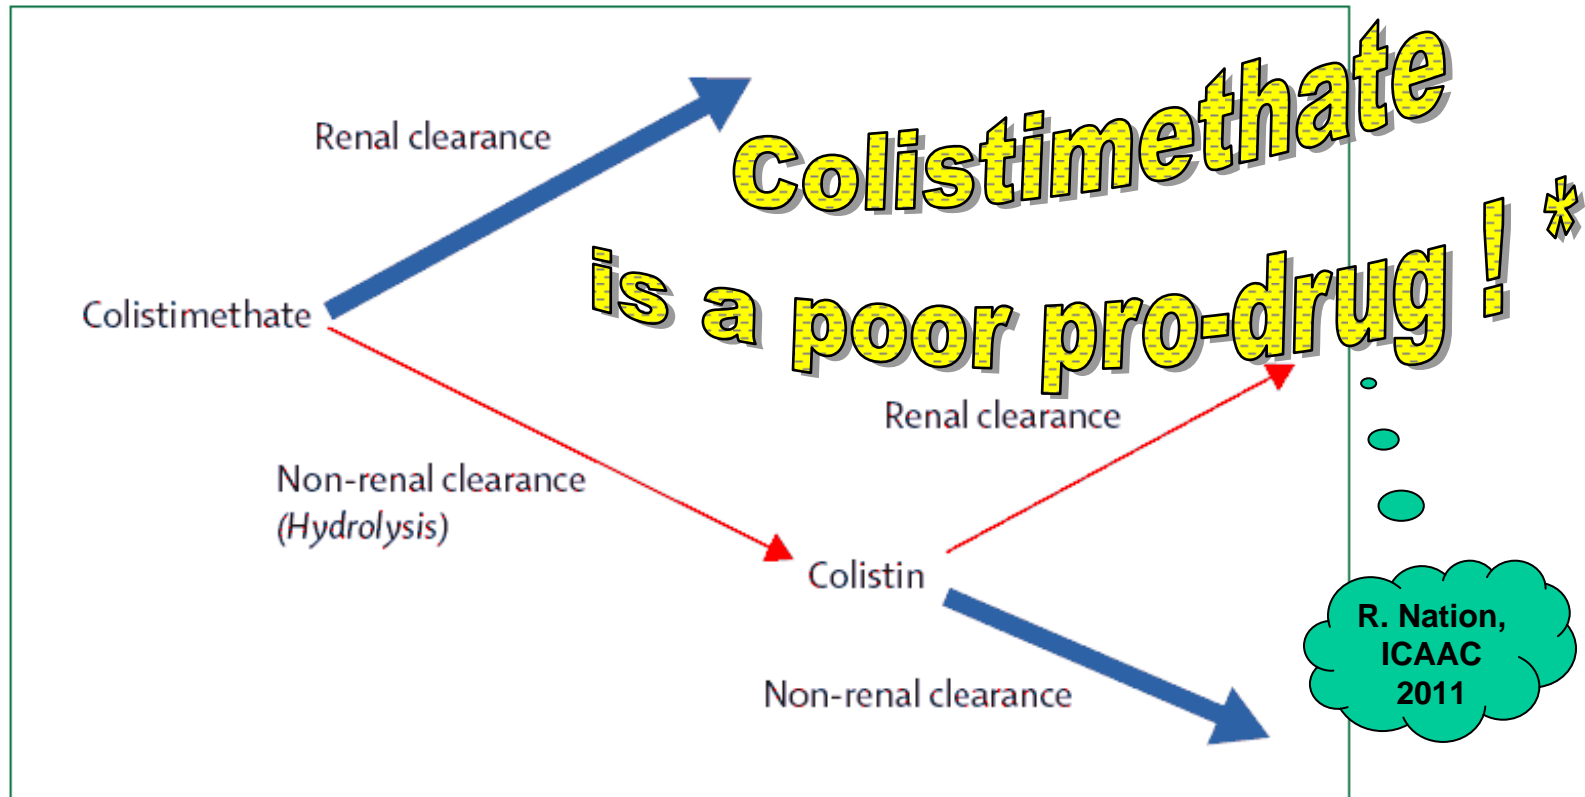 Renal clearance
Colistimethate
is a poor pro-drug ! *
Colistimethate
Renal clearance
Non-renal clearance
(Hydrolysis)
Colistin
Non-renal clearance
R. Nation,
ICAAC
2011